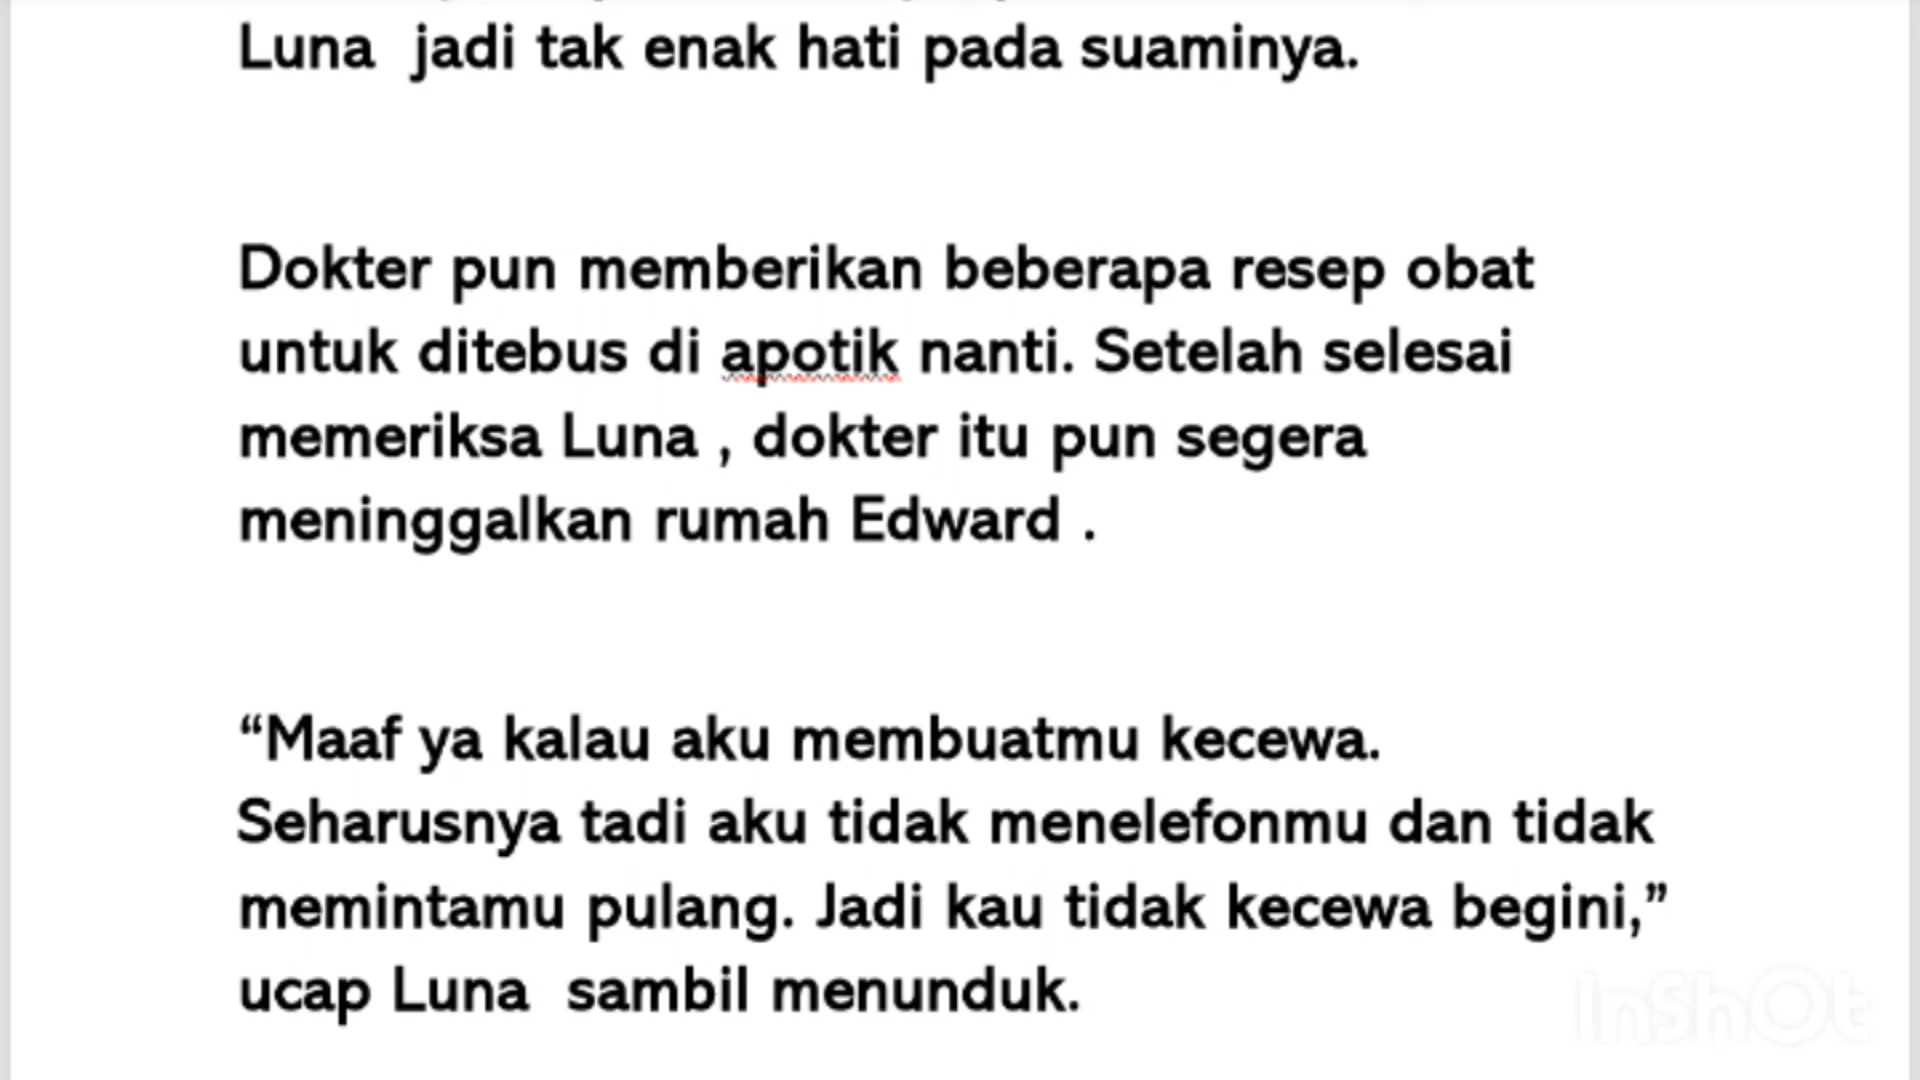 Luna  jadi tak enak hati pada suaminya.
Dokter pun memberikan beberapa resep obat
untuk ditebus di apotik nanti. Setelah selesai
memeriksa Luna , dokter itu pun segera
meninggalkan rumah Edward .
“Maaf ya kalau aku membuatmu kecewa.
Seharusnya tadi aku tidak menelefonmu dan tidak
memintamu pulang. Jadi kau tidak kecewa begini,”
ucap Luna  sambil menunduk.
InShOt